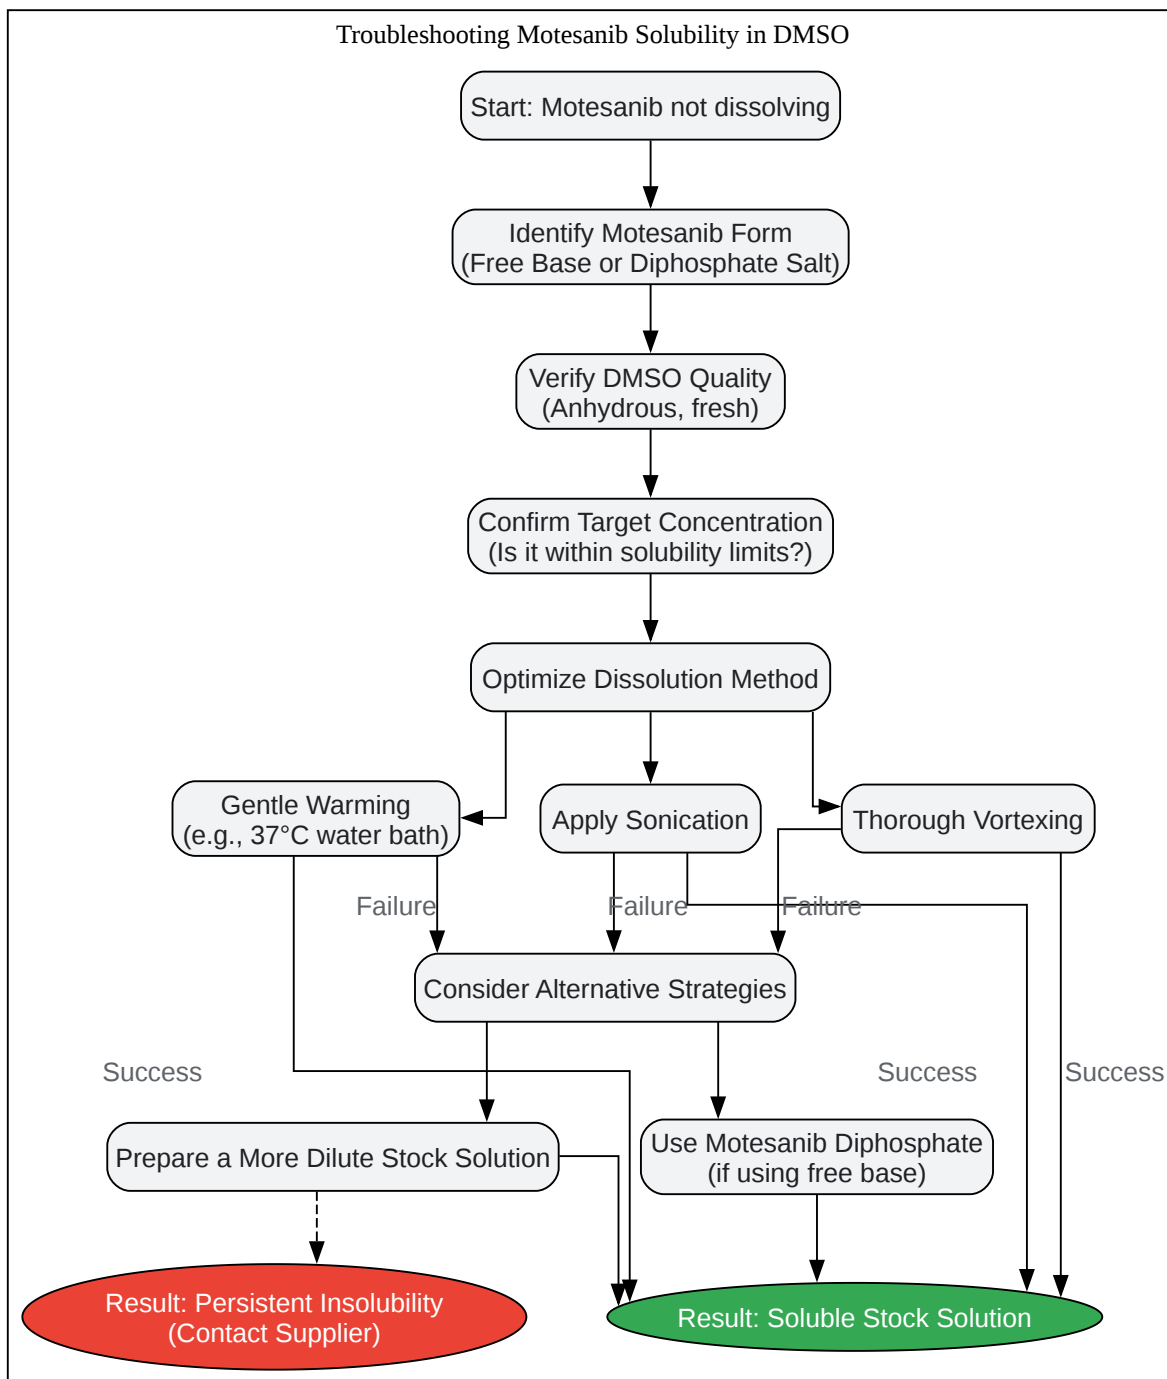 Troubleshooting Motesanib Solubility in DMSO
Start: Motesanib not dissolving
Identify Motesanib Form
(Free Base or Diphosphate Salt)
Verify DMSO Quality
(Anhydrous, fresh)
Confirm Target Concentration
(Is it within solubility limits?)
Optimize Dissolution Method
Gentle Warming
(e.g., 37°C water bath)
Apply Sonication
Thorough Vortexing
Failure
Failure
Failure
Consider Alternative Strategies
Success
Success
Success
Prepare a More Dilute Stock Solution
Use Motesanib Diphosphate
(if using free base)
Result: Persistent Insolubility
(Contact Supplier)
Result: Soluble Stock Solution